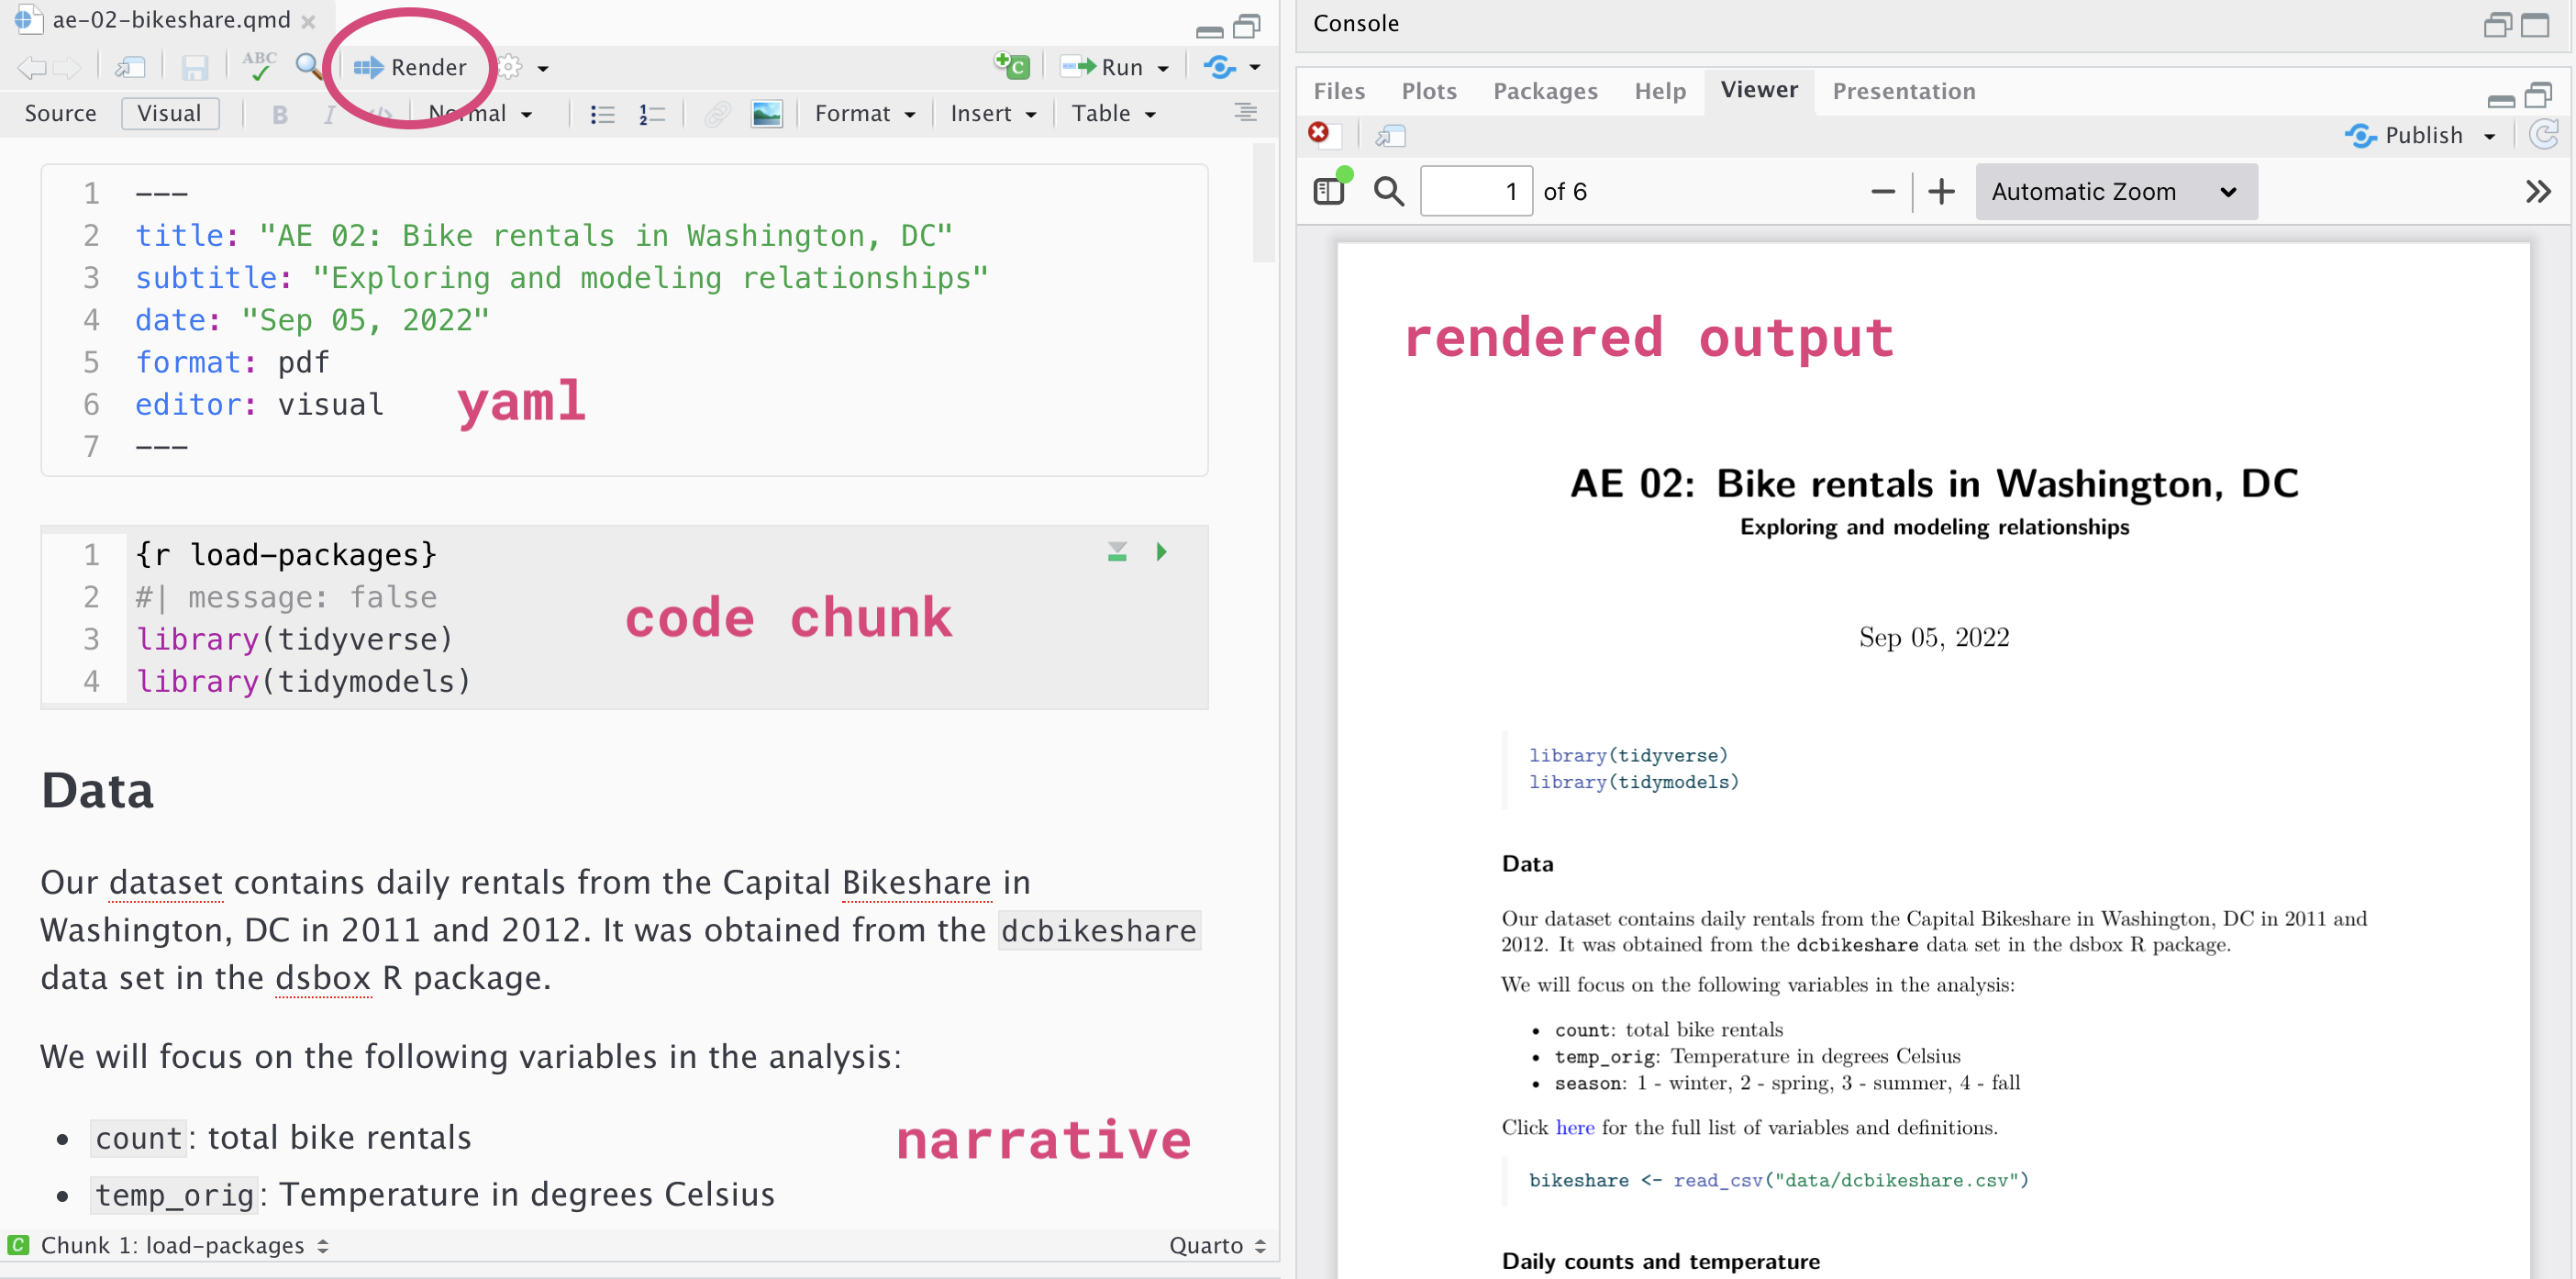 ae-02-bikeshare.qmd
ABC
Render
C
Run
Source
Visual
B
I
Normal
Format
Insert
Table
1 ---
2 title: "AE 02: Bike rentals in Washington, DC"
3 subtitle: "Exploring and modeling relationships"
4 date: "Sep 05, 2022"
5 format: pdf
6 editor: visual
7 ---
yaml
1 {r load-packages}
2 #| message: false
3 library(tidyverse)
4 library(tidymodels)
code chunk
Data
Our dataset contains daily rentals from the Capital Bikeshare in
Washington, DC in 2011 and 2012. It was obtained from the dcbikeshare
data set in the dsbox R package.
We will focus on the following variables in the analysis:
• count: total bike rentals
• temp_orig: Temperature in degrees Celsius
narrative
C Chunk 1: load-packages
Quarto
Console
Files Plots Packages Help Viewer Presentation
Publish
1 of 6
Automatic Zoom
rendered output
AE 02: Bike rentals in Washington, DC
Exploring and modeling relationships
Sep 05, 2022
library(tidyverse)
library(tidymodels)
Data
Our dataset contains daily rentals from the Capital Bikeshare in Washington, DC in 2011 and
2012. It was obtained from the dcbikeshare data set in the dsbox R package.
We will focus on the following variables in the analysis:
• count: total bike rentals
• temp_orig: Temperature in degrees Celsius
• season: 1 - winter, 2 - spring, 3 - summer, 4 - fall
Click here for the full list of variables and definitions.
bikeshare <- read_csv("data/dcbikeshare.csv")
Daily counts and temperature